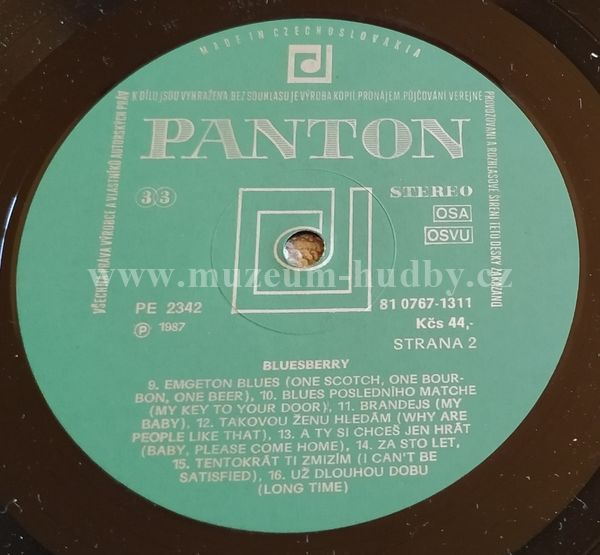 MADE IN CZECHOSLOVAKIA
VŠECHNA PRÁVA VÝROBCE A VLASTNÍKŮ AUTORSKÝCH PRÁV
K DÍLU JSOU VYHRAŽENA. BEZ SOUHLASU JE VÝROBA KOPIÍ, PRONÁJEM, PŮJČOVÁNÍ VEŘEJNÉ
PROVOZOVÁNÍ A ROZHLASOVÉ ŠÍŘENÍ TÉTO DESKY ZAKÁZÁNO
PANTON
33
STEREO
OSA
OSVU
www.muzeum-hudby.cz
PE 2342
81 0767-1311
Ⓟ 1987
Kčs 44,-
STRANA 2
BLUESBERRY
9. EMGETON BLUES (ONE SCOTCH, ONE BOUR-
BON, ONE BEER), 10. BLUES POSLEDNÍHO MATCHE
(MY KEY TO YOUR DOOR), 11. BRANDEJS (MY
BABY), 12. TAKOVOU ŽENU HLEDÁM (WHY ARE
PEOPLE LIKE THAT), 13. A TY SI CHCEŠ JEN HRÁT
(BABY, PLEASE COME HOME), 14. ZA STO LET,
15. TENTOKRÁT TI ZMIZÍM (I CAN'T BE
SATISFIED), 16. UŽ DLOUHOU DOBU
(LONG TIME)